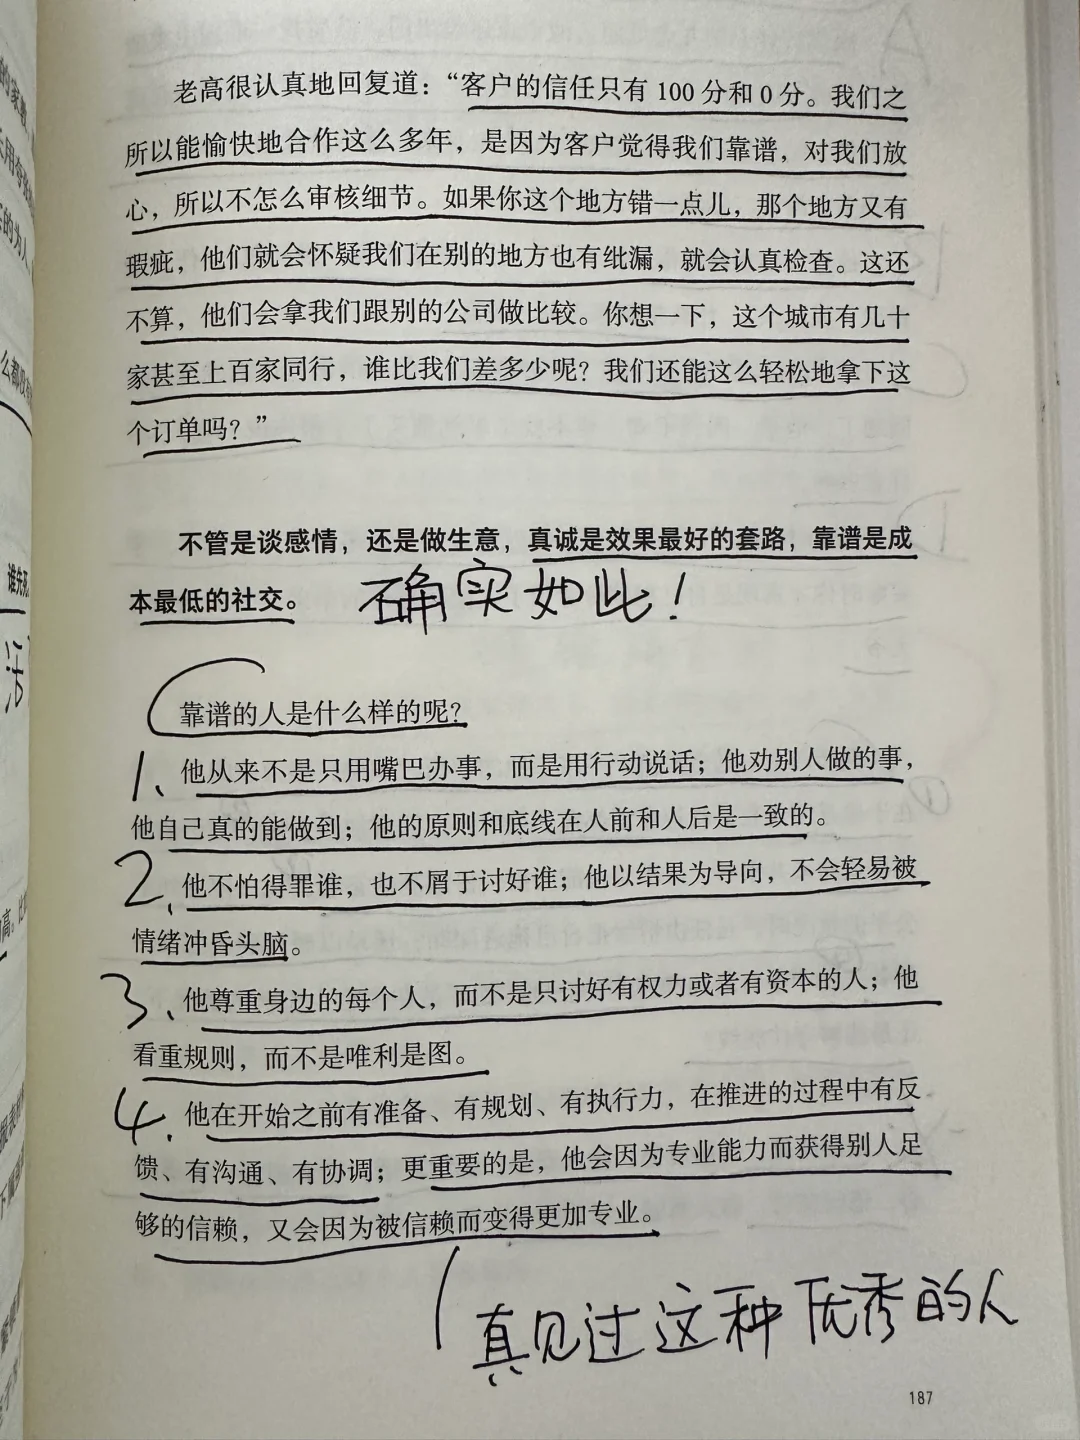 老高很认真地回复道：“客户的信任只有 100 分和 0 分。我们之
所以能愉快地合作这么多年，是因为客户觉得我们靠谱，对我们放
心，所以不怎么审核细节。如果你这个地方错一点儿，那个地方又有
瑕疵，他们就会怀疑我们在别的地方也有纰漏，就会认真检查。这还
不算，他们会拿我们跟别的公司做比较。你想一下，这个城市有几十
家甚至上百家同行，谁比我们差多少呢？我们还能这么轻松地拿下这
个订单吗？”
不管是谈感情，还是做生意，真诚是效果最好的套路，靠谱是成
本最低的社交。 确实如此！
靠谱的人是什么样的呢？
1、他从来不是只用嘴巴办事，而是用行动说话；他劝别人做的事，
他自己真的能做到；他的原则和底线在人前和人后是一致的。
2、他不怕得罪谁，也不屑于讨好谁；他以结果为导向，不会轻易被
情绪冲昏头脑。
3、他尊重身边的每个人，而不是只讨好有权力或者有资本的人；他
看重规则，而不是唯利是图。
4、他在开始之前有准备、有规划、有执行力，在推进的过程中有反
馈、有沟通、有协调；更重要的是，他会因为专业能力而获得别人足
够的信赖，又会因为被信赖而变得更加专业。
真见过这种优秀的人
187